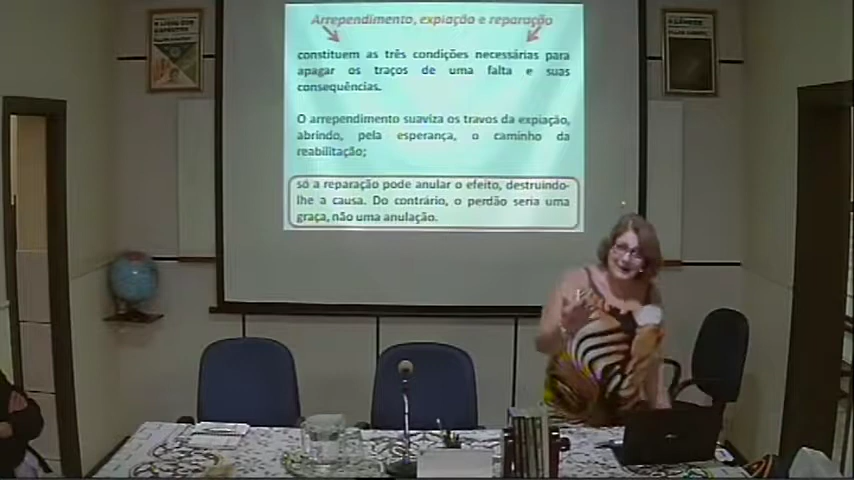 Arrependimento, expiação e reparação
constituem as três condições necessárias para
apagar os traços de uma falta e suas
consequências.
O arrependimento suaviza os travos da expiação,
abrindo, pela esperança, o caminho da
reabilitação;
só a reparação pode anular o efeito, destruindo-
lhe a causa. Do contrário, o perdão seria uma
graça, não uma anulação.